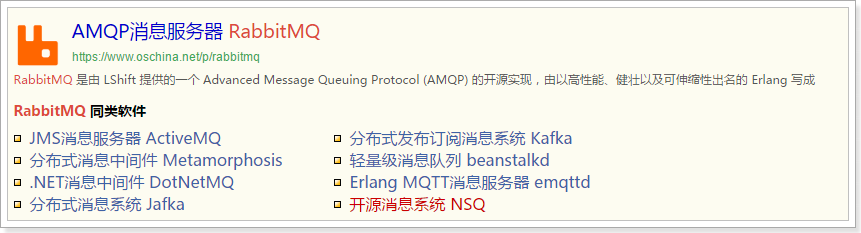 AMQP消息服务器 RabbitMQ
https://www.oschina.net/p/rabbitmq
RabbitMQ 是由 LShift 提供的一个 Advanced Message Queuing Protocol (AMQP) 的开源实现，由以高性能、健壮以及可伸缩性出名的 Erlang 写成
RabbitMQ 同类软件
JMS消息服务器 ActiveMQ
分布式发布订阅消息系统 Kafka
分布式消息中间件 Metamorphosis
轻量级消息队列 beanstalkd
.NET消息中间件 DotNetMQ
Erlang MQTT消息服务器 emqttd
分布式消息系统 Jafka
开源消息系统 NSQ